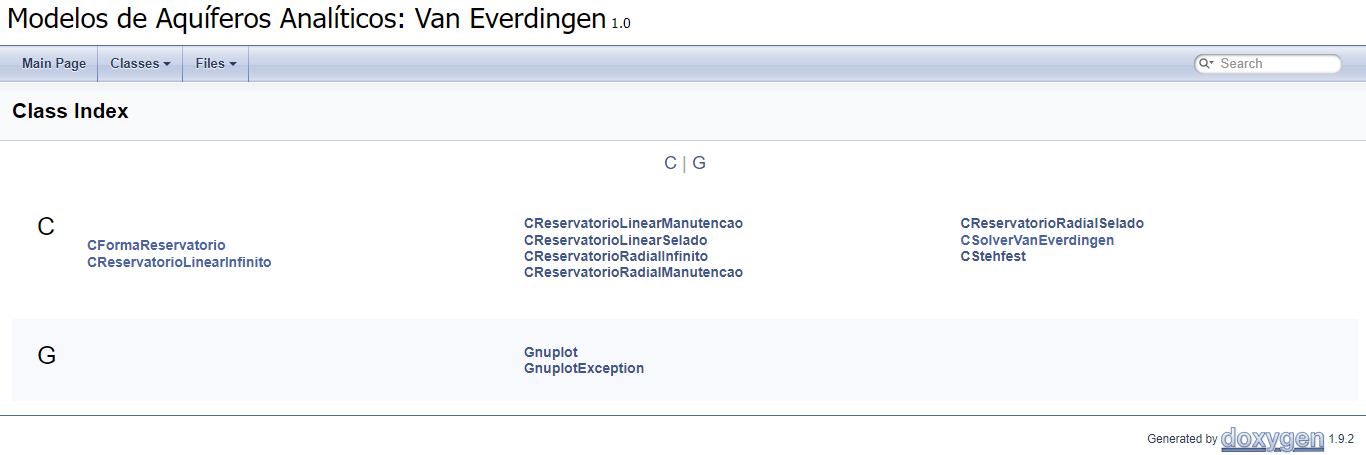 Modelos de Aquíferos Analíticos: Van Everdingen 1.0
Main Page Classes Files Search
Class Index
C | G
C
CFormaReservatorio
CReservatorioLinearInfinito
CReservatorioLinearManutencao
CReservatorioLinearSelado
CReservatorioRadialInfinito
CReservatorioRadialManutencao
CReservatorioRadialSelado
CSolverVanEverdingen
CStehfest
G
Gnuplot
GnuplotException
Generated by doxygen 1.9.2